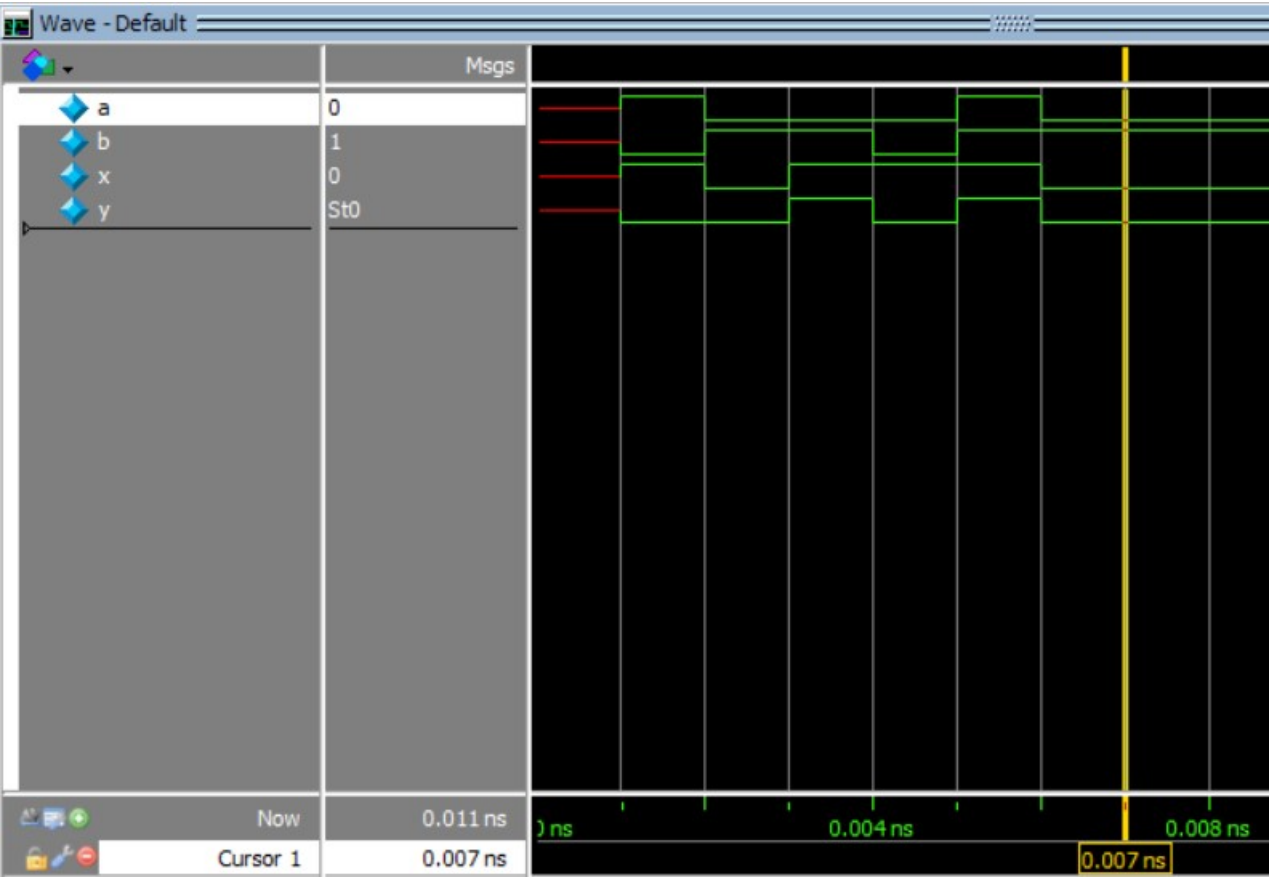 Wave - Default
Msgs
a 0
b 1
x 0
y St0
Now 0.011 ns
Cursor 1 0.007 ns
ns 0.004 ns 0.008 ns
0.007 ns